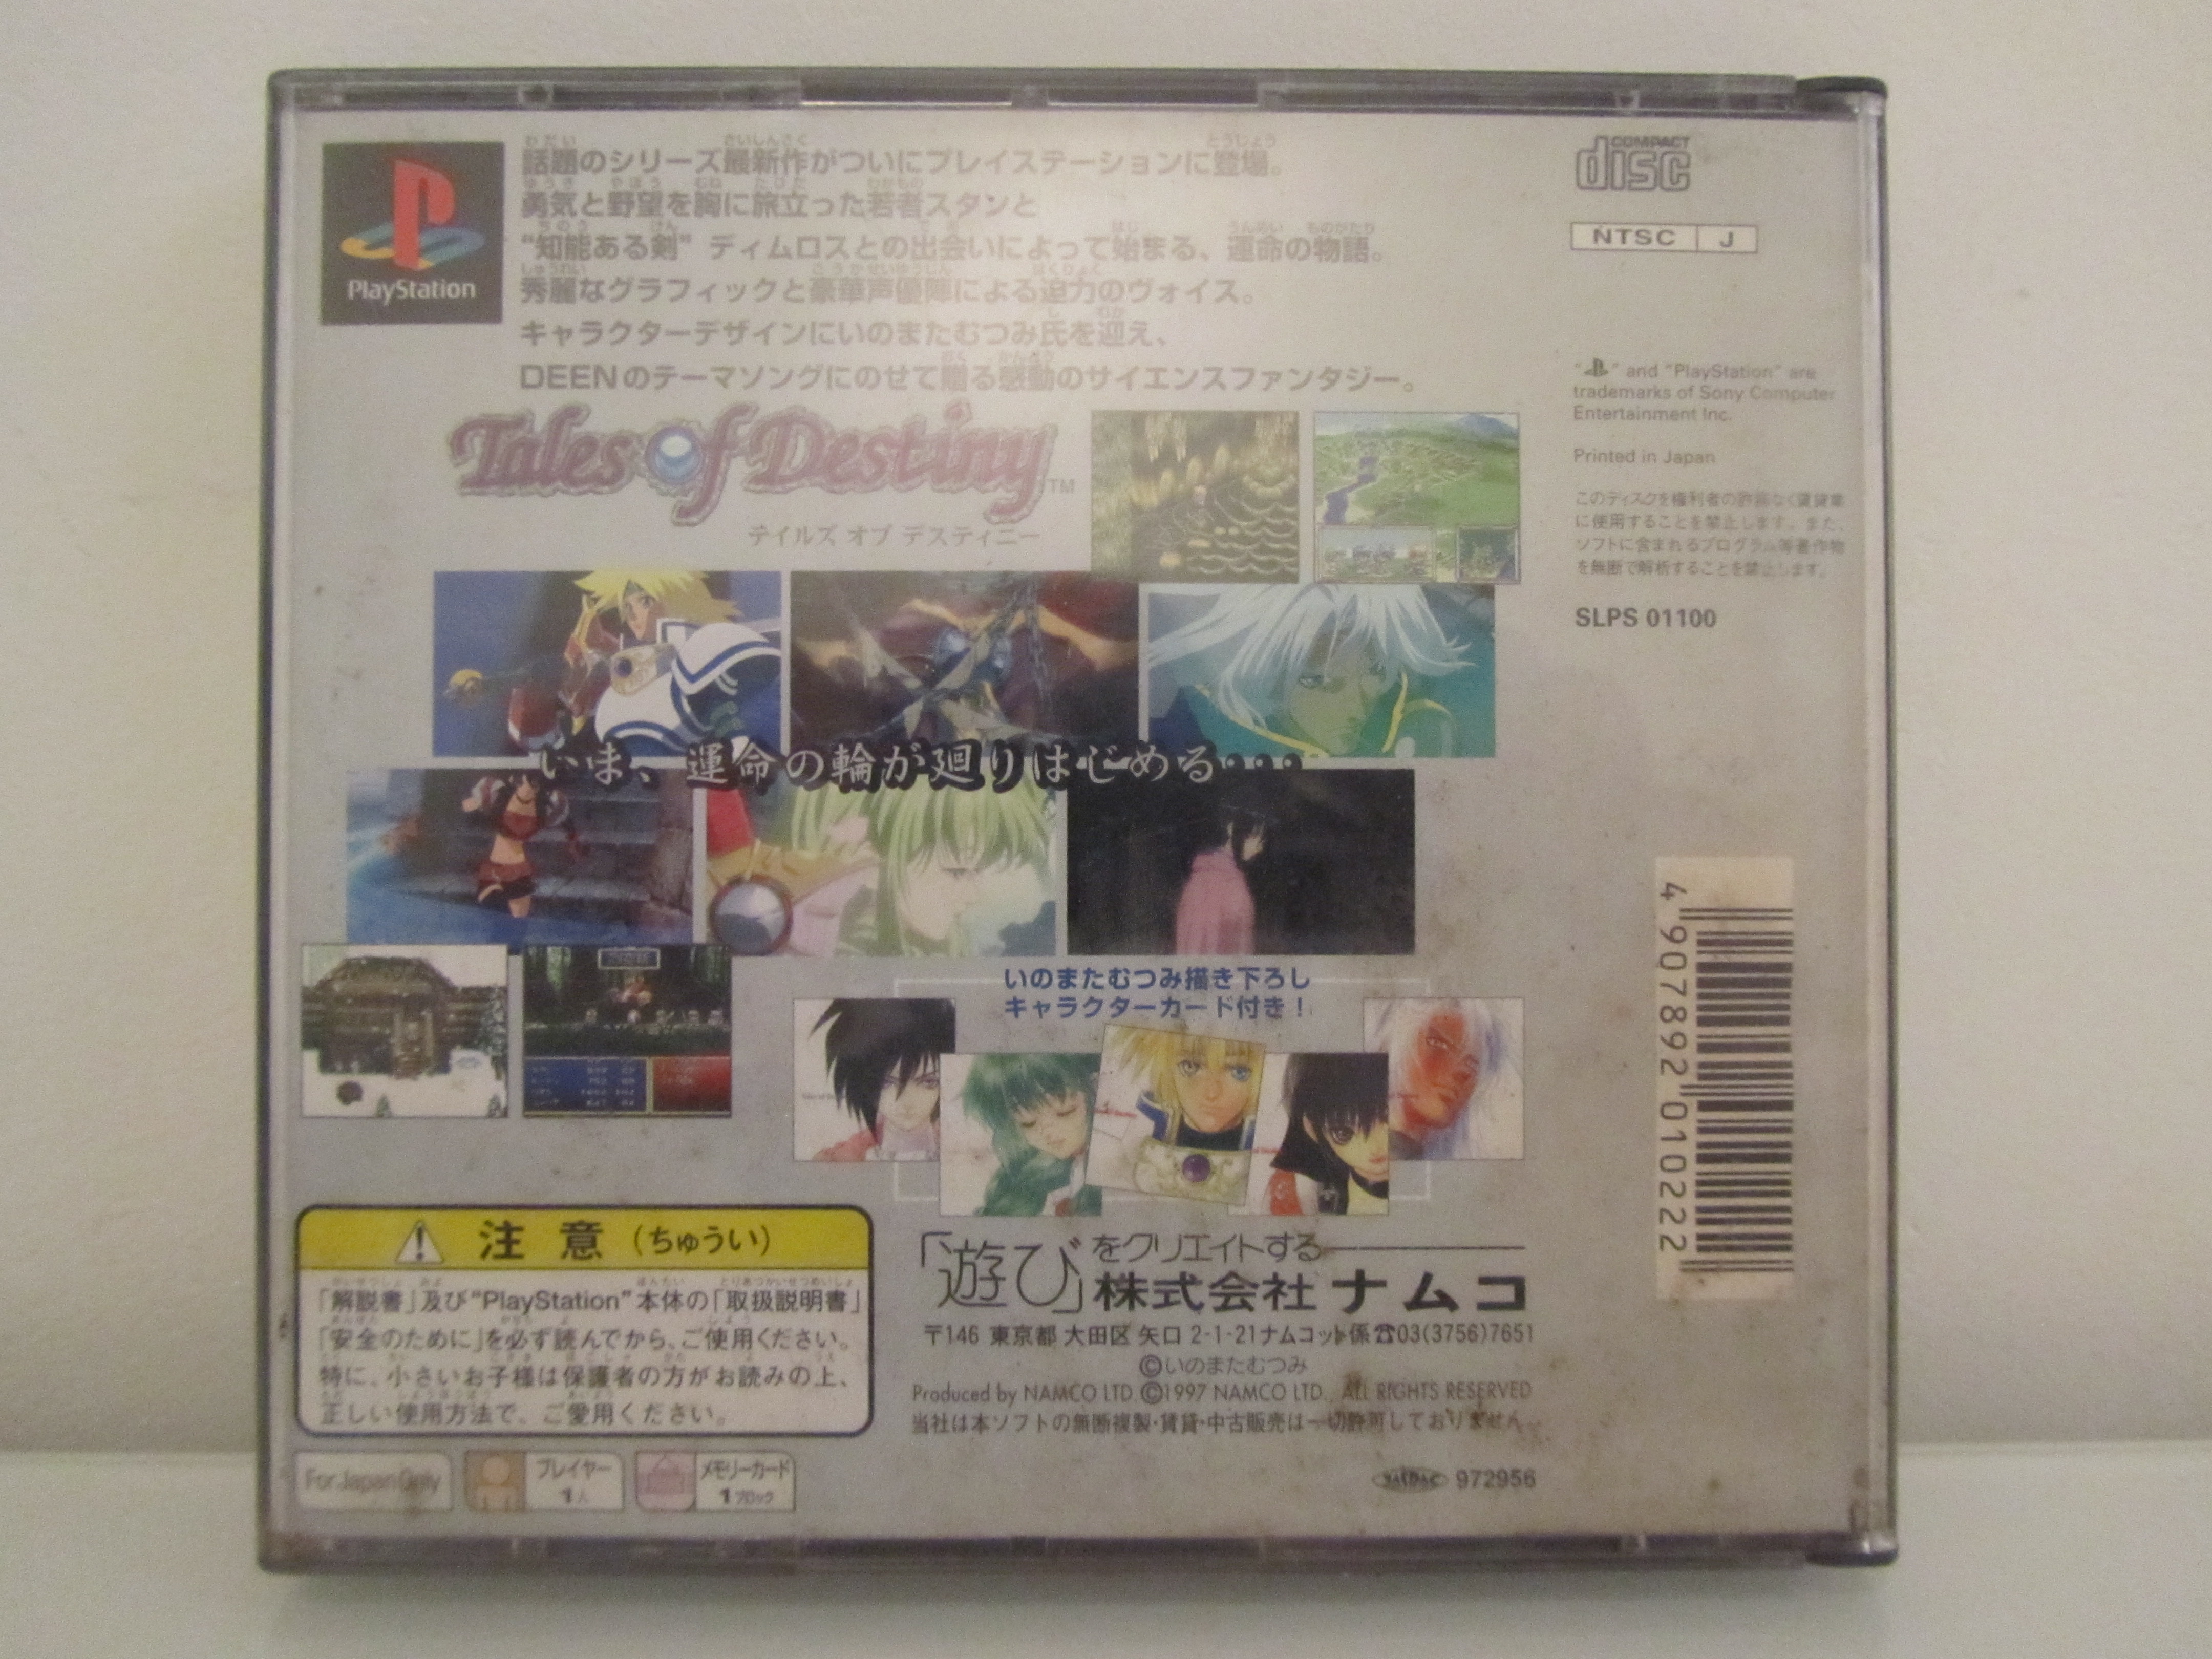 PlayStation
話題のシリーズ最新作がついにプレイステーションに登場。
勇気と野望を胸に旅立った若者スタンと
“知能ある剣”ディムロスとの出会いによって始まる、運命の物語。
秀麗なグラフィックと豪華声優陣による迫力のヴォイス。
キャラクターデザインにいのまたむつみ氏を迎え、
DEENのテーマソングにのせて贈る感動のサイエンスファンタジー。
Tales of Destiny TM
テイルズ オブ デスティニー
COMPACT disc
NTSC J
“ ” and “PlayStation” are
trademarks of Sony Computer
Entertainment Inc.
Printed in Japan
このディスクを権利者の許諾なく賃貸業
に使用することを禁止します。また、
ソフトに含まれるプログラム等著作物
を無断で解析することを禁止します。
SLPS 01100
いま、運命の輪が廻りはじめる・・・
いのまたむつみ描き下ろし
キャラクターカード付き!
4 907892 010222
注意(ちゅうい)
「解説書」及び“PlayStation”本体の「取扱説明書」
「安全のために」を必ず読んでから、ご使用ください。
特に、小さいお子様は保護者の方がお読みの上、
正しい使用方法で、ご愛用ください。
For Japan Only
プレイヤー
1人
メモリーカード
1ブロック
「遊び」をクリエイトする
株式会社ナムコ
〒146 東京都 大田区 矢口 2-1-21ナムコット係☎03(3756)7651
©いのまたむつみ
Produced by NAMCO LTD. ©1997 NAMCO LTD., ALL RIGHTS RESERVED
当社は本ソフトの無断複製・賃貸・中古販売は一切許可しておりません。
972956